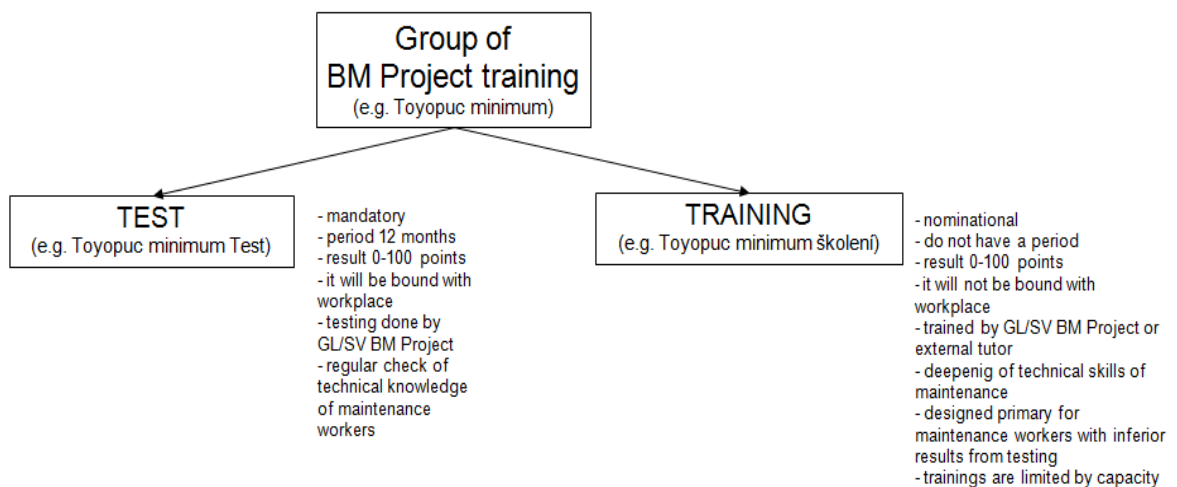 Group of
BM Project training
(e.g. Toyopuc minimum)
TEST
(e.g. Toyopuc minimum Test)
- mandatory
- period 12 months
- result 0-100 points
- it will be bound with
workplace
- testing done by
GL/SV BM Project
- regular check of
technical knowledge
of maintenance
workers
TRAINING
(e.g. Toyopuc minimum školení)
- nominational
- do not have a period
- result 0-100 points
- it will not be bound with
workplace
- trained by GL/SV BM Project or
external tutor
- deepenig of technical skills of
maintenance
- designed primary for
maintenance workers with inferior
results from testing
- trainings are limited by capacity